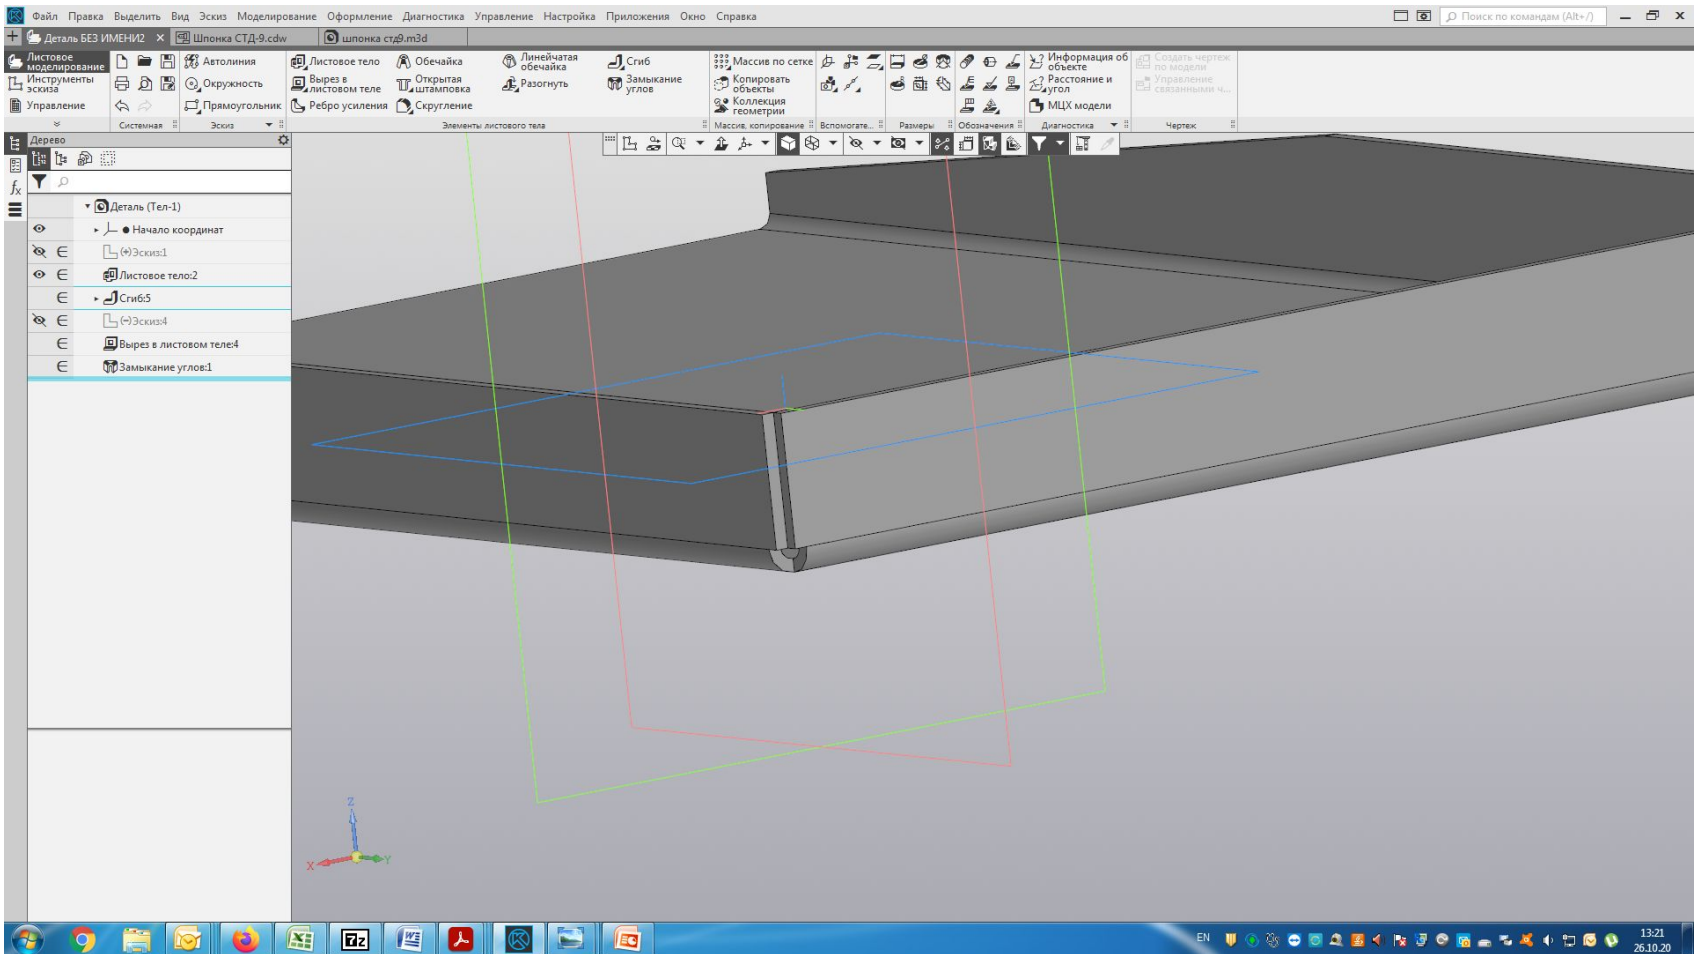 Файл Правка Выделить Вид Эскиз Моделирование Оформление Диагностика Управление Настройка Приложения Окно Справка
Поиск по командам (Alt+/)
Деталь БЕЗ ИМЕНИ2
Шпонка СТД-9.cdw
шпонка стд9.m3d
Листовое моделирование
Инструменты эскиза
Управление
Системная
Автолиния
Окружность
Прямоугольник
Эскиз
Листовое тело
Вырез в листовом теле
Ребро усиления
Обечайка
Открытая штамповка
Скругление
Линейчатая обечайка
Разогнуть
Сгиб
Замыкание углов
Элементы листового тела
Массив по сетке
Копировать объекты
Коллекция геометрии
Массив, копирование
Вспомогате...
Размеры
Обозначения
Информация об объекте
Расстояние и угол
МЦХ модели
Диагностика
Создать чертеж по модели
Управление связанными ч...
Чертеж
Дерево
Деталь (Тел-1)
Начало координат
(+)Эскиз:1
Листовое тело:2
Сгиб:5
(-)Эскиз:4
Вырез в листовом теле:4
Замыкание углов:1
Z
X
Y
EN
13:21
26.10.20